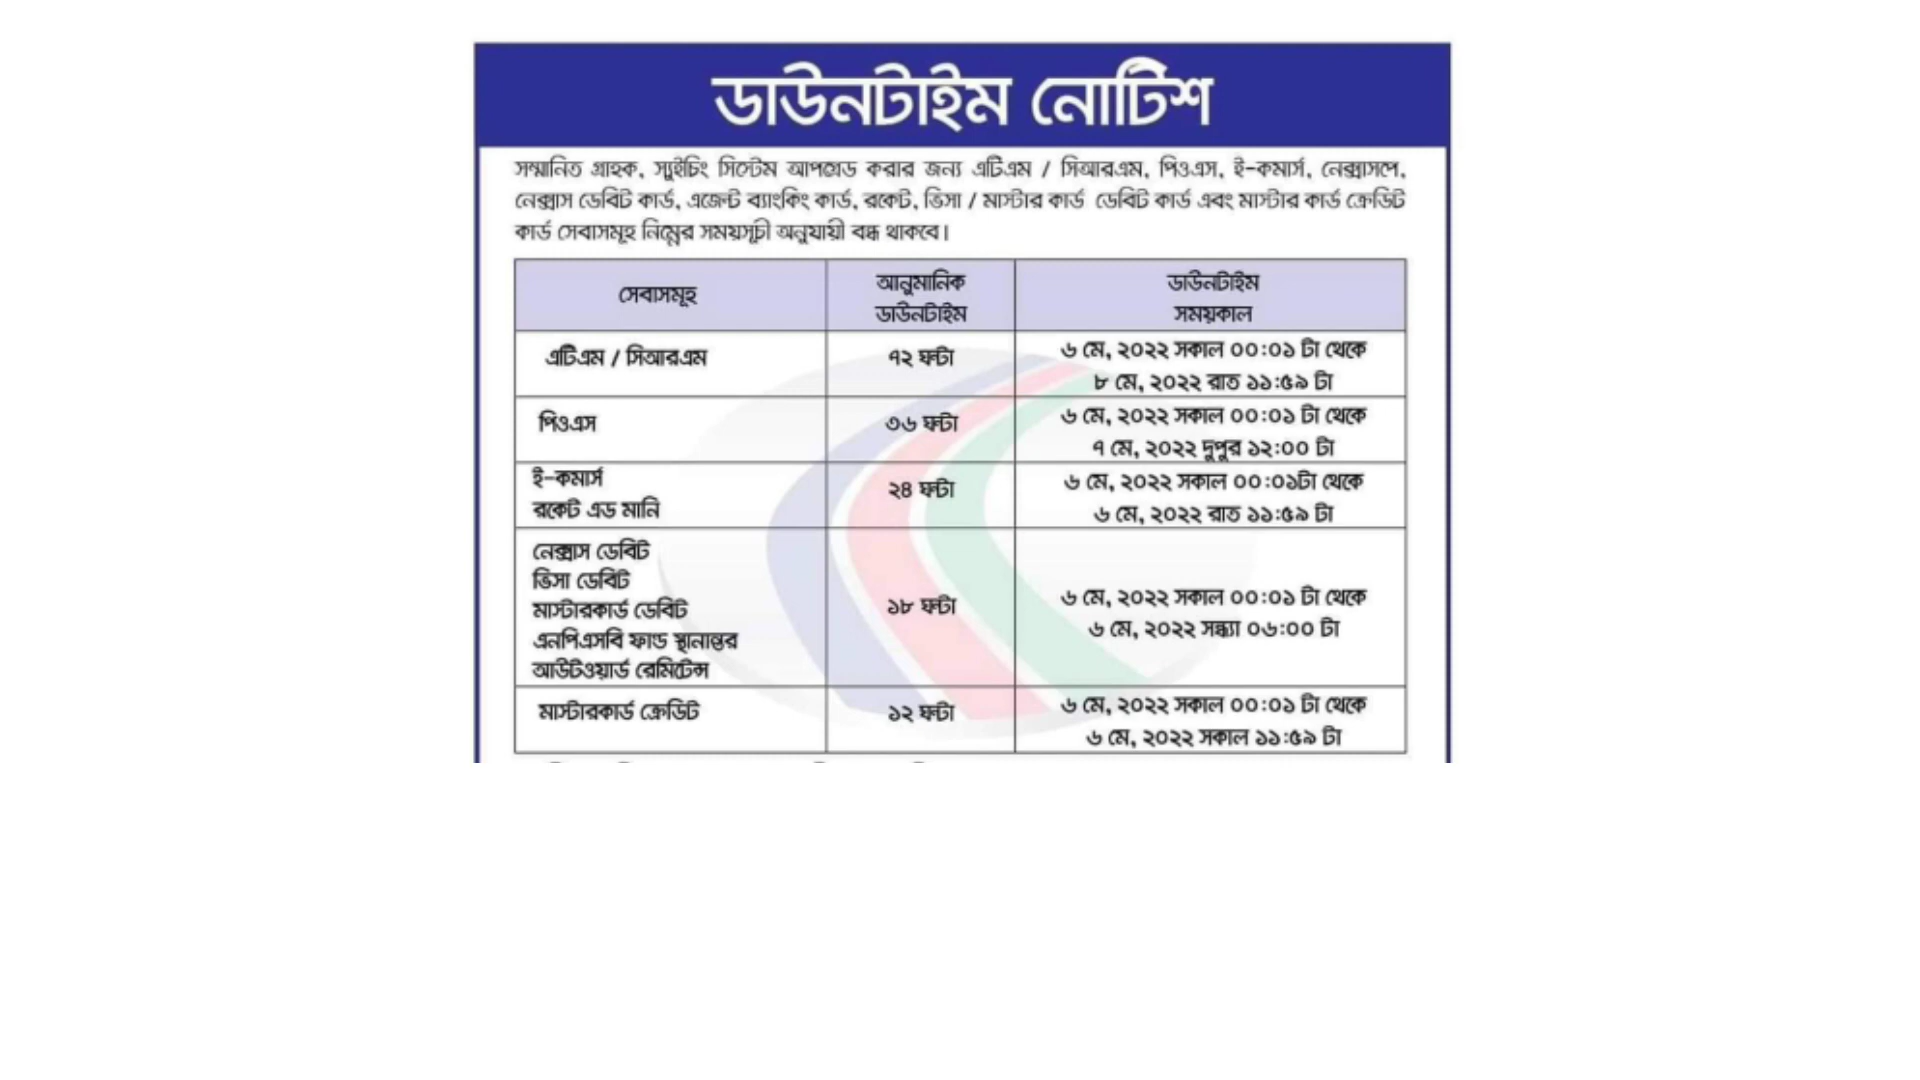 ডাউনটাইম নোটিশ
সম্মানিত গ্রাহক, স্যুইচিং সিস্টেম আপগ্রেড করার জন্য এটিএম / সিআরএম, পিওএস, ই-কমার্স, নেক্সাসপে,
নেক্সাস ডেবিট কার্ড, এজেন্ট ব্যাংকিং কার্ড, রকেট, ভিসা / মাস্টার কার্ড ডেবিট কার্ড এবং মাস্টার কার্ড ক্রেডিট
কার্ড সেবাসমূহ নিম্নের সময়সূচী অনুযায়ী বন্ধ থাকবে।
সেবাসমূহ
আনুমানিক
ডাউনটাইম
ডাউনটাইম
সময়কাল
এটিএম / সিআরএম
৭২ ঘন্টা
৬ মে, ২০২২ সকাল ০০:০১ টা থেকে
৮ মে, ২০২২ রাত ১১:৫৯ টা
পিওএস
৩৬ ঘন্টা
৬ মে, ২০২২ সকাল ০০:০১ টা থেকে
৭ মে, ২০২২ দুপুর ১২:০০ টা
ই-কমার্স
রকেট এড মানি
২৪ ঘন্টা
৬ মে, ২০২২ সকাল ০০:০১টা থেকে
৬ মে, ২০২২ রাত ১১:৫৯ টা
নেক্সাস ডেবিট
ভিসা ডেবিট
মাস্টারকার্ড ডেবিট
এনপিএসবি ফান্ড স্থানান্তর
আউটওয়ার্ড রেমিটেন্স
১৮ ঘন্টা
৬ মে, ২০২২ সকাল ০০:০১ টা থেকে
৬ মে, ২০২২ সন্ধ্যা ০৬:০০ টা
মাস্টারকার্ড ক্রেডিট
১২ ঘন্টা
৬ মে, ২০২২ সকাল ০০:০১ টা থেকে
৬ মে, ২০২২ সকাল ১১:৫৯ টা